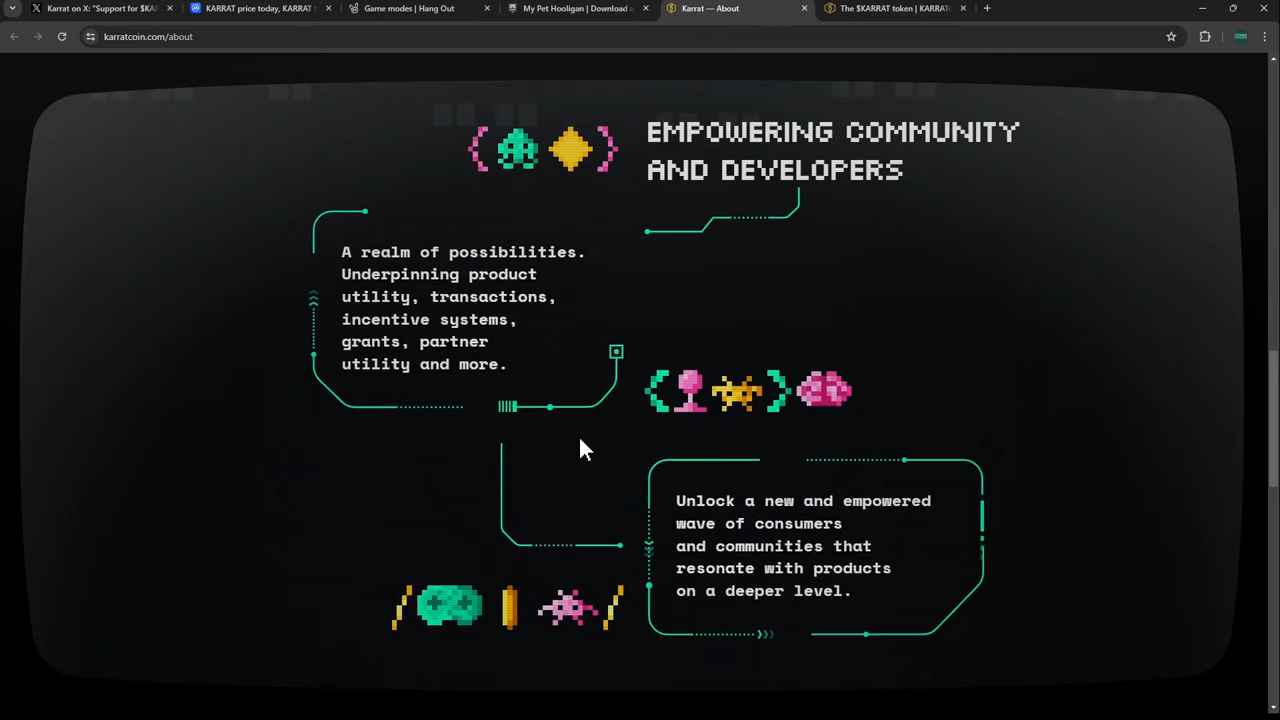 Karrat on X: "Support for $KAR
KARRAT price today, KARRAT t
Game modes | Hang Out
My Pet Hooligan | Download
Karrat — About
The $KARRAT token | KARRAT
karratcoin.com/about
EMPOWERING COMMUNITY
AND DEVELOPERS
A realm of possibilities.
Underpinning product
utility, transactions,
incentive systems,
grants, partner
utility and more.
Unlock a new and empowered
wave of consumers
and communities that
resonate with products
on a deeper level.